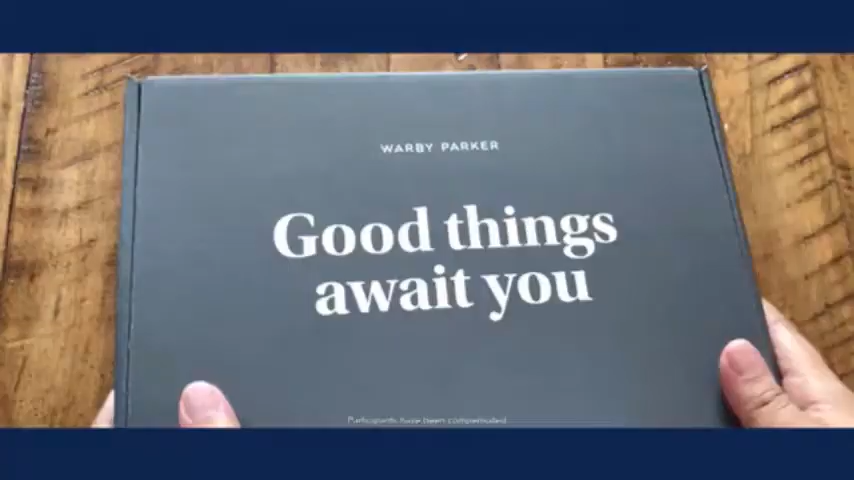 WARBY PARKER
Good things
await you
Participants have been compensated